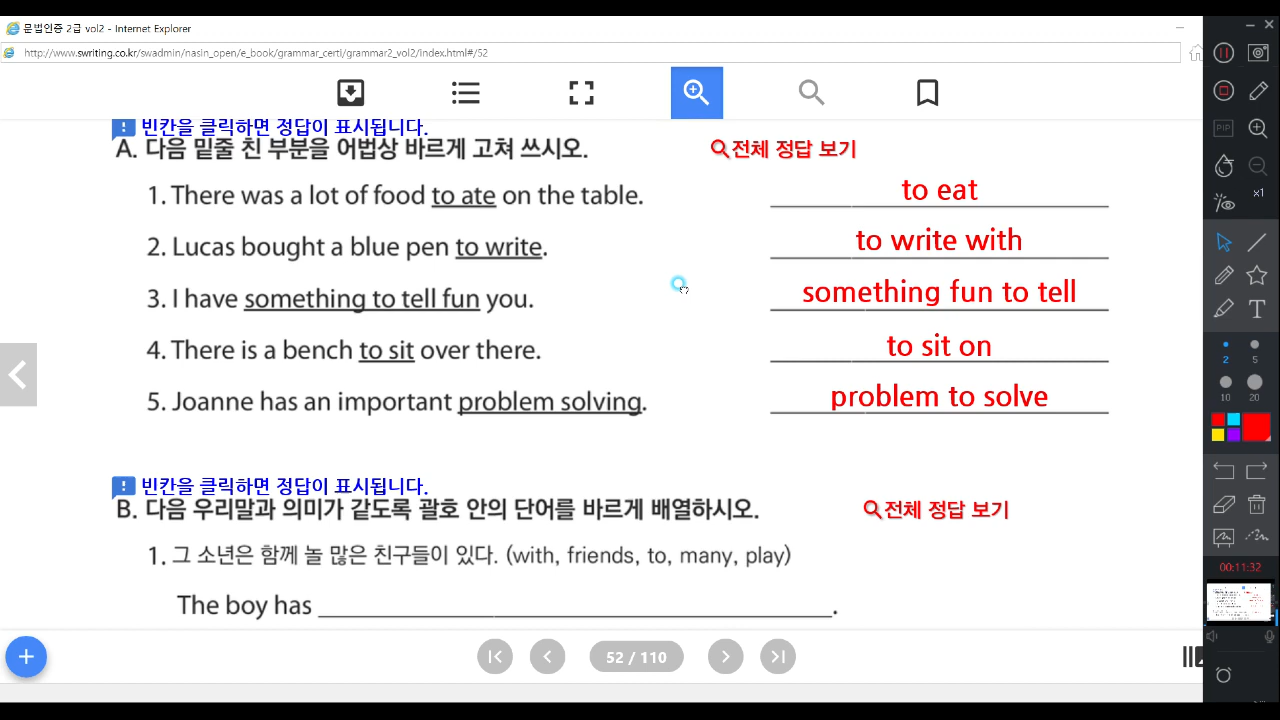 문법인증 2급 vol2 - Internet Explorer
http://www.swriting.co.kr/swadmin/nasin_open/e_book/grammar_certi/grammar2_vol2/index.html#/52
빈칸을 클릭하면 정답이 표시됩니다.
A. 다음 밑줄 친 부분을 어법상 바르게 고쳐 쓰시오.
전체 정답 보기
1. There was a lot of food to ate on the table.
to eat
2. Lucas bought a blue pen to write.
to write with
3. I have something to tell fun you.
something fun to tell
4. There is a bench to sit over there.
to sit on
5. Joanne has an important problem solving.
problem to solve
빈칸을 클릭하면 정답이 표시됩니다.
B. 다음 우리말과 의미가 같도록 괄호 안의 단어를 바르게 배열하시오.
전체 정답 보기
1. 그 소년은 함께 놀 많은 친구들이 있다. (with, friends, to, many, play)
The boy has ____.
52 / 110
PIP
x1
T
2
5
10
20
00:11:32